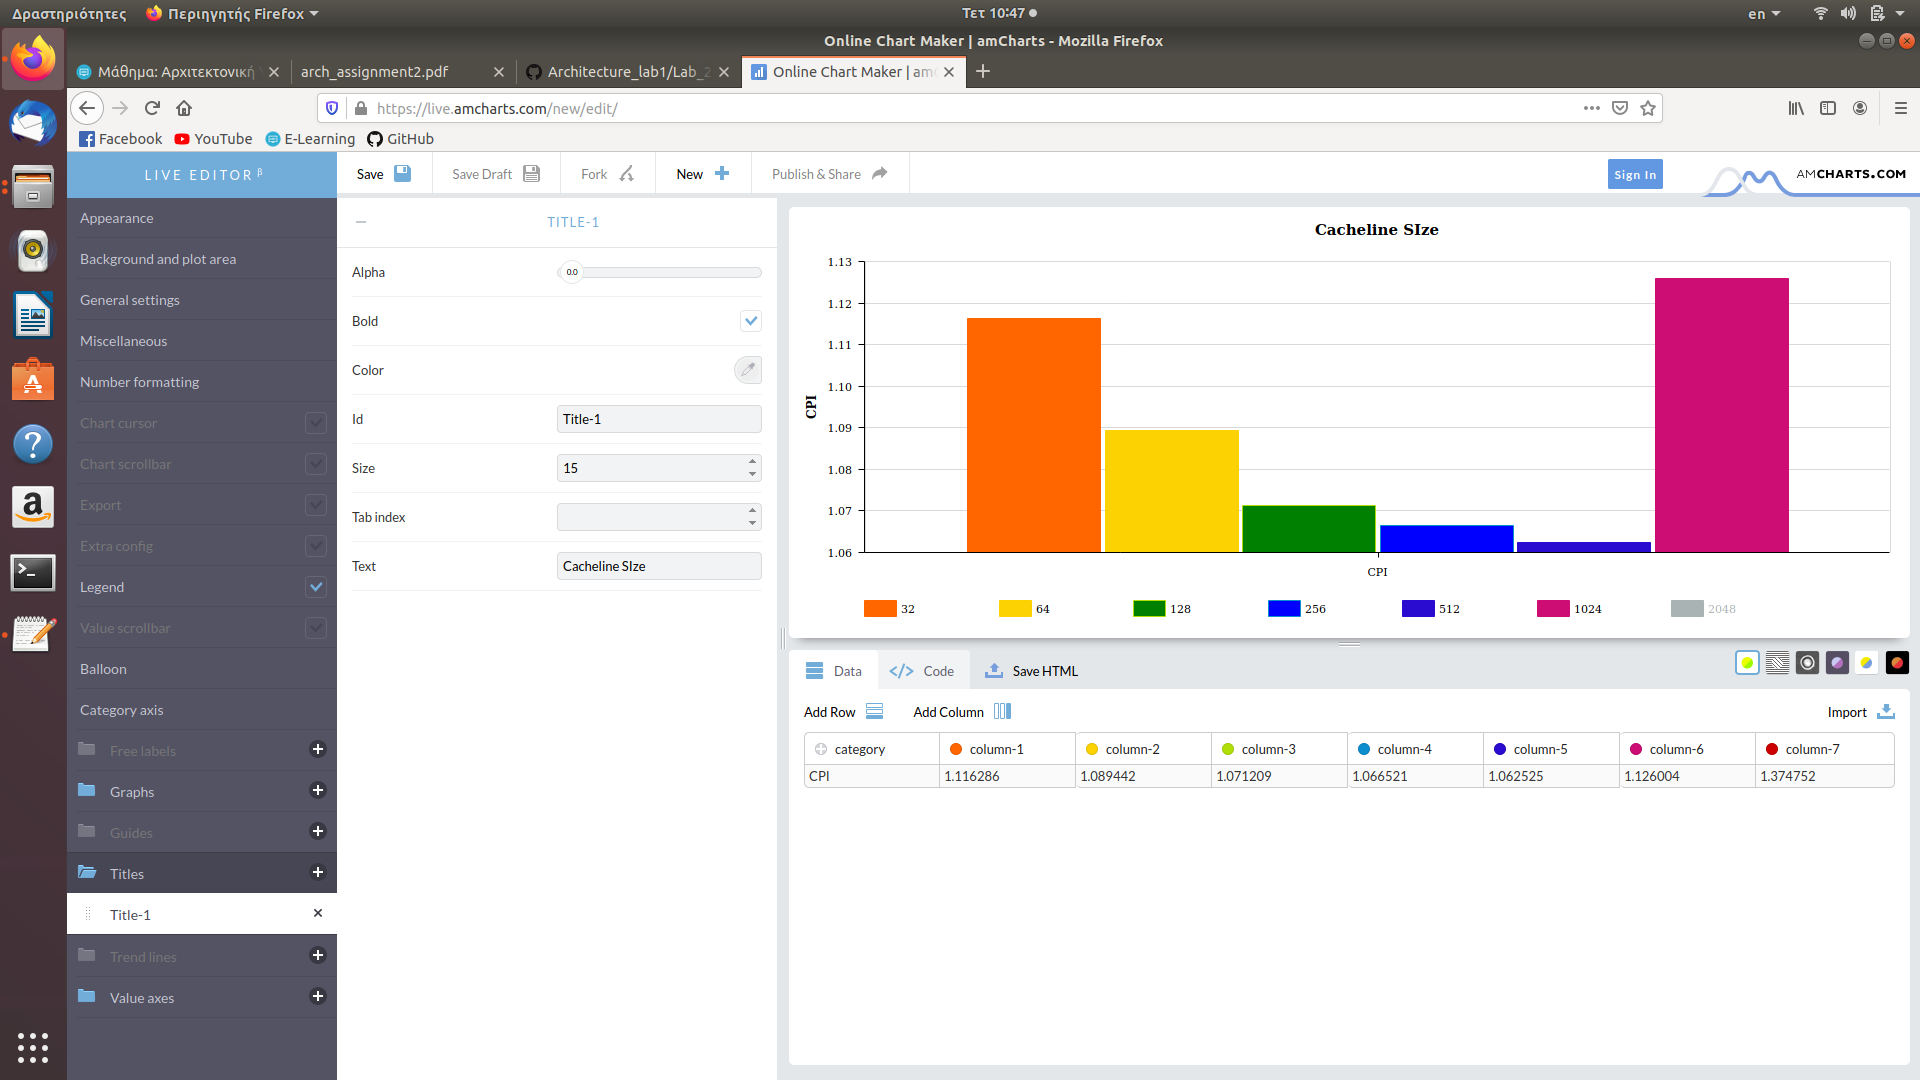 Δραστηριότητες Περιηγητής Firefox Τετ 10:47 en
Online Chart Maker | amCharts - Mozilla Firefox
Μάθημα: Αρχιτεκτονική arch_assignment2.pdf Architecture_lab1/Lab_2 Online Chart Maker | am
https://live.amcharts.com/new/edit/
Facebook YouTube E-Learning GitHub
LIVE EDITOR β Save Save Draft Fork New Publish & Share Sign In AMCHARTS.COM
Appearance
Background and plot area
General settings
Miscellaneous
Number formatting
Chart cursor
Chart scrollbar
Export
Extra config
Legend
Value scrollbar
Balloon
Category axis
Free labels
Graphs
Guides
Titles
Title-1
Trend lines
Value axes
TITLE-1
Alpha 0.0
Bold
Color
Id Title-1
Size 15
Tab index
Text Cacheline SIze
Cacheline SIze
1.13
1.12
1.11
1.10
1.09
1.08
1.07
1.06
CPI
CPI
32 64 128 256 512 1024 2048
Data Code Save HTML
Add Row Add Column Import
category column-1 column-2 column-3 column-4 column-5 column-6 column-7
CPI 1.116286 1.089442 1.071209 1.066521 1.062525 1.126004 1.374752